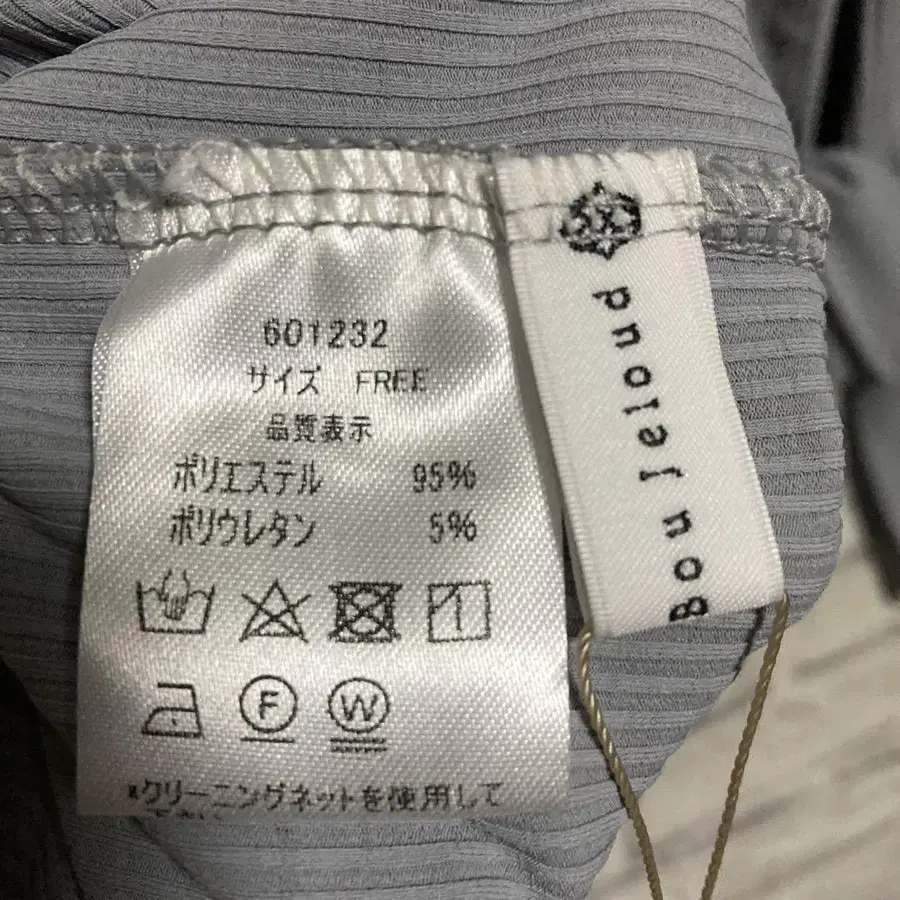 601232
サイズ FREE
品質表示
ポリエステル 95%
ポリウレタン 5%
F
W
*クリーニングネットを使用して
Bou Jeloud